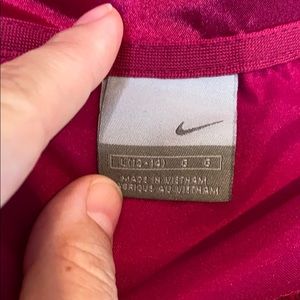 L (12-14) G G
MADE IN VIETNAM
FABRIQUE AU VIETNAM